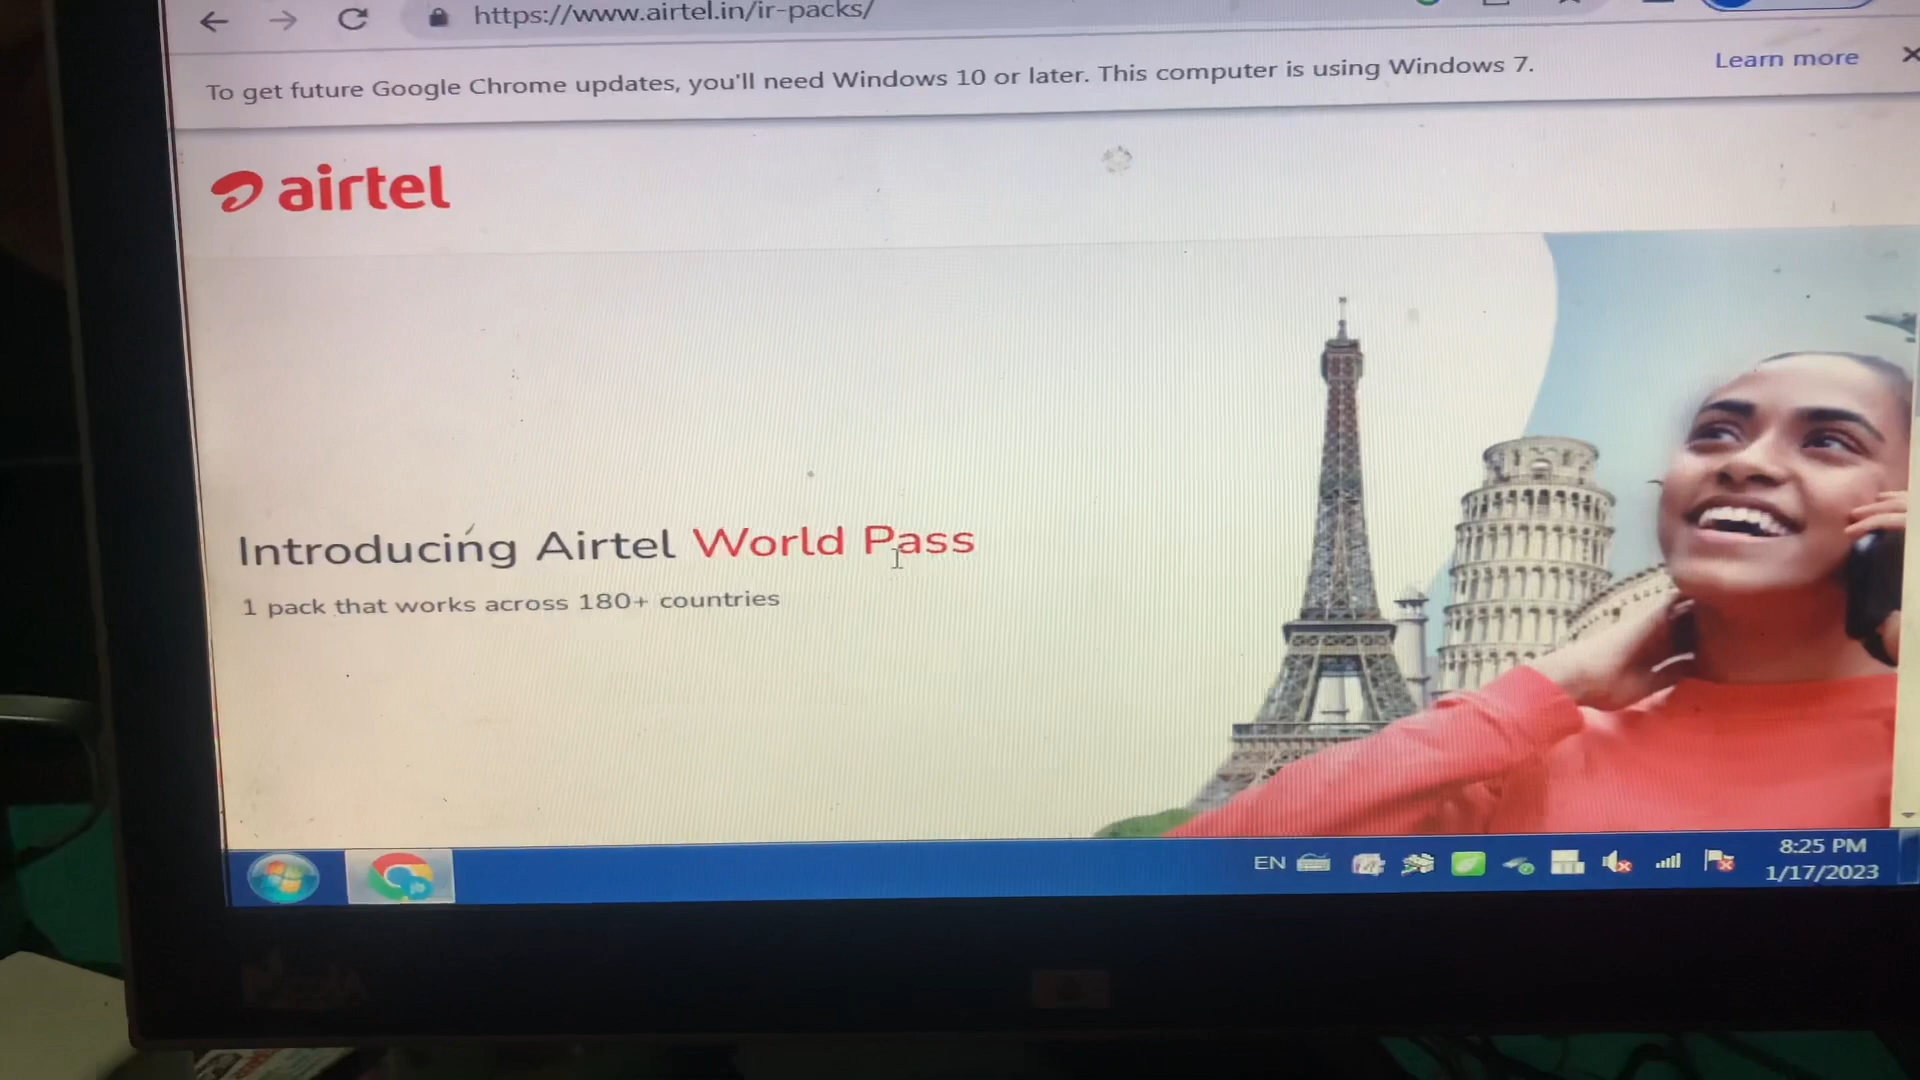 https://www.airtel.in/ir-packs/
To get future Google Chrome updates, you'll need Windows 10 or later. This computer is using Windows 7.
Learn more
airtel
Introducing Airtel World Pass
1 pack that works across 180+ countries
EN
8:25 PM
1/17/2023